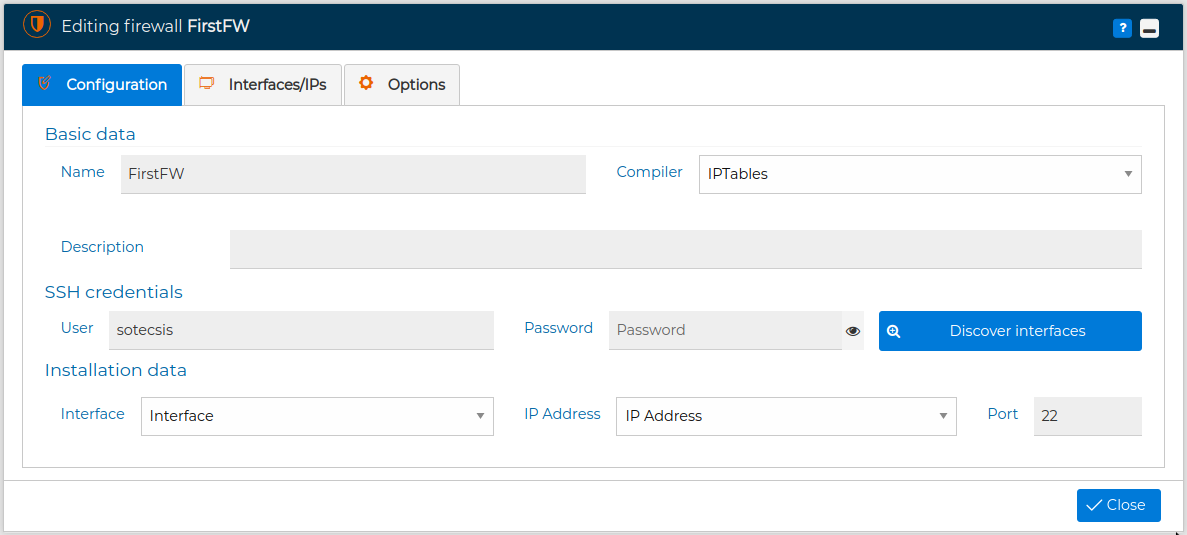 Editing firewall FirstFW ?
Configuration Interfaces/IPs Options
Basic data
Name FirstFW Compiler IPTables
Description
SSH credentials
User sotecsis Password Password Discover interfaces
Installation data
Interface Interface IP Address IP Address Port 22
Close